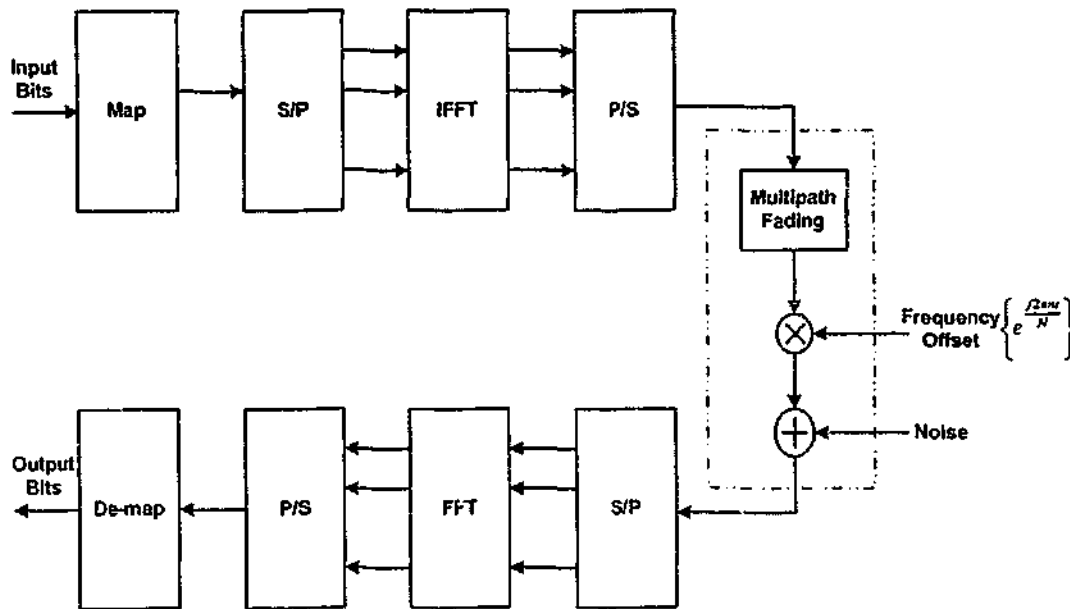 Input
Bits
Map
S/P
IFFT
P/S
Multipath
Fading
Frequency
Offset
Noise
Output
Bits
De-map
P/S
FFT
S/P